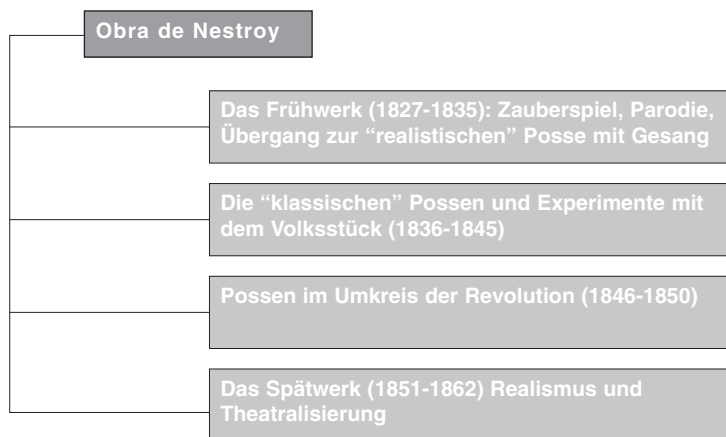 Obra de Nestroy
Das Frühwerk (1827-1835): Zauberspiel, Parodie,
Übergang zur “realistischen” Posse mit Gesang
Die “klassischen” Possen und Experimente mit
dem Volksstück (1836-1845)
Possen im Umkreis der Revolution (1846-1850)
Das Spätwerk (1851-1862) Realismus und
Theatralisierung